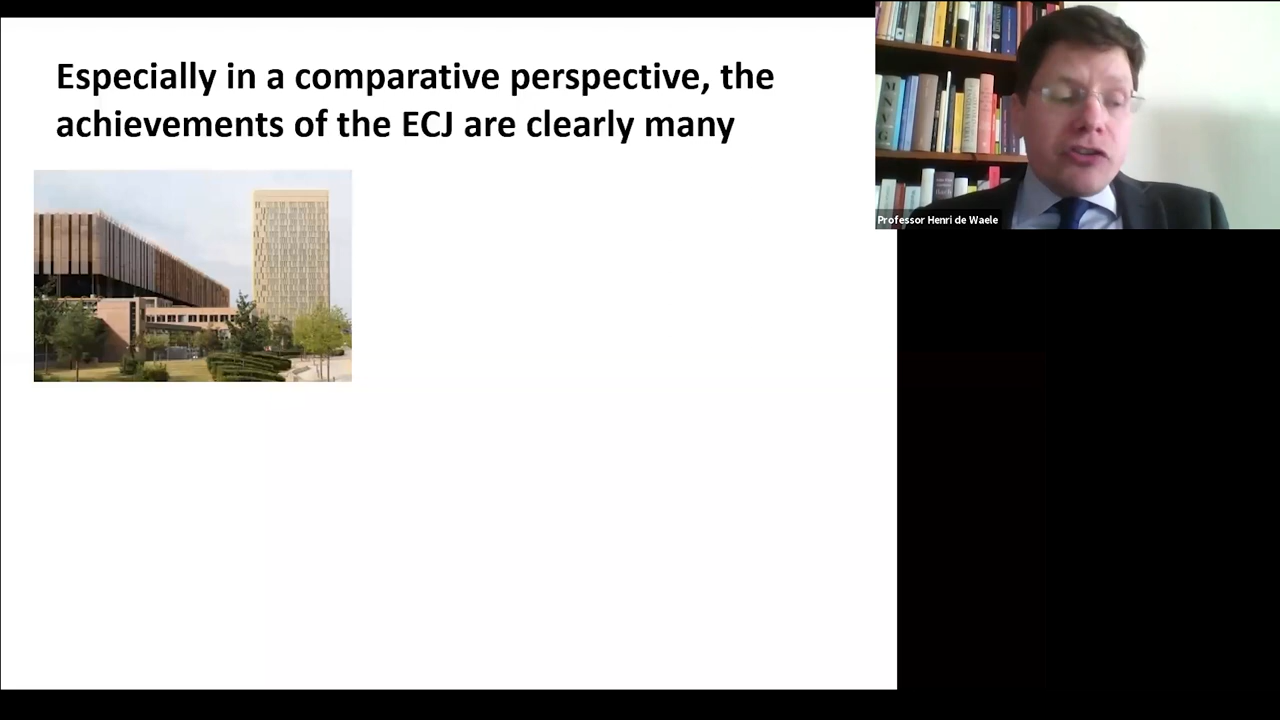 Especially in a comparative perspective, the
achievements of the ECJ are clearly many
Professor Henri de Waele